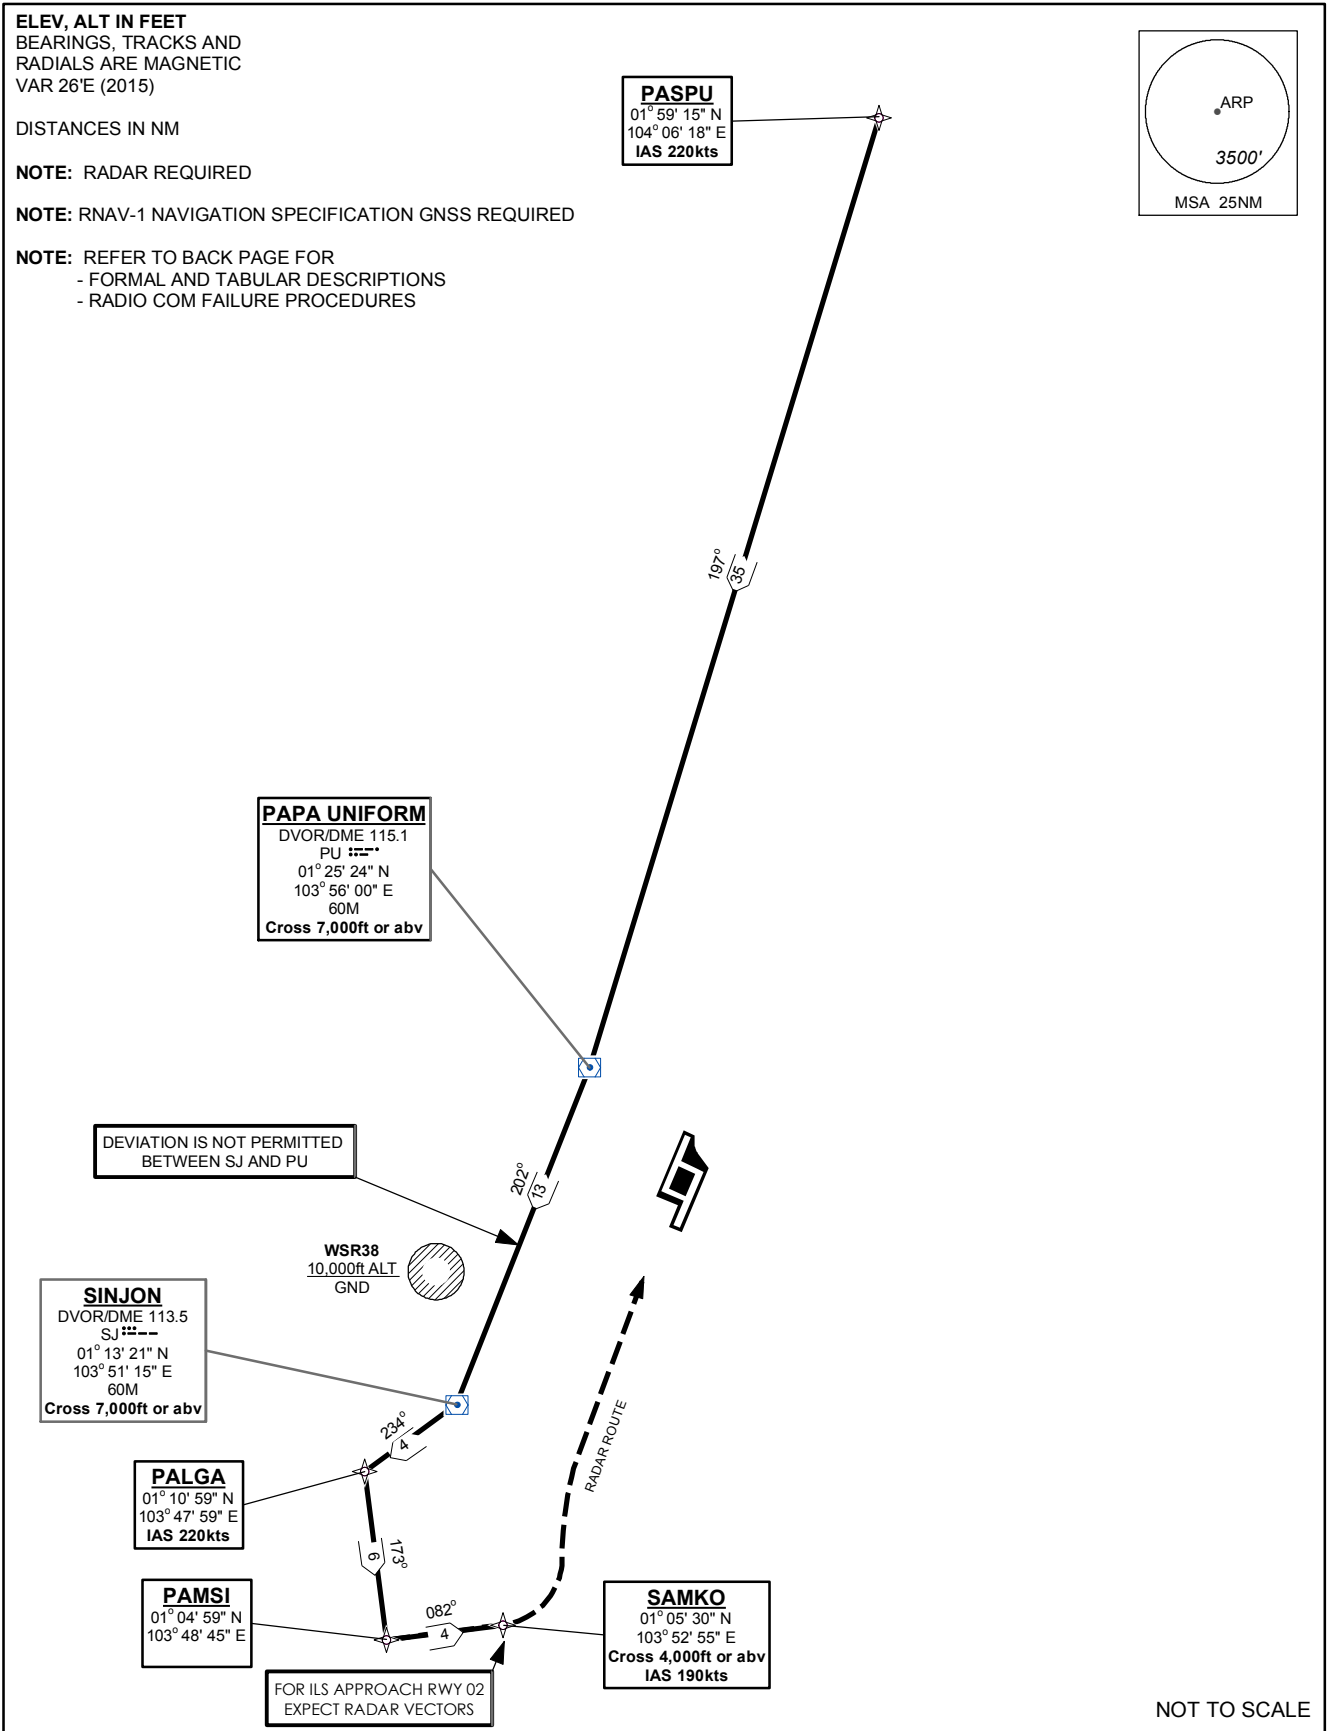 ELEV, ALT IN FEET
BEARINGS, TRACKS AND
RADIALS ARE MAGNETIC
VAR 26'E (2015)
DISTANCES IN NM
NOTE: RADAR REQUIRED
NOTE: RNAV-1 NAVIGATION SPECIFICATION GNSS REQUIRED
NOTE: REFER TO BACK PAGE FOR
- FORMAL AND TABULAR DESCRIPTIONS
- RADIO COM FAILURE PROCEDURES
PASPU
01° 59' 15" N
104° 06' 18" E
IAS 220kts
ARP
3500'
MSA 25NM
197°
35
PAPA UNIFORM
DVOR/DME 115.1
PU
01° 25' 24" N
103° 56' 00" E
60M
Cross 7,000ft or abv
DEVIATION IS NOT PERMITTED
BETWEEN SJ AND PU
202°
13
WSR38
10,000ft ALT
GND
SINJON
DVOR/DME 113.5
SJ
01° 13' 21" N
103° 51' 15" E
60M
Cross 7,000ft or abv
234°
4
RADAR ROUTE
PALGA
01° 10' 59" N
103° 47' 59" E
IAS 220kts
173°
6
PAMSI
01° 04' 59" N
103° 48' 45" E
082°
4
SAMKO
01° 05' 30" N
103° 52' 55" E
Cross 4,000ft or abv
IAS 190kts
FOR ILS APPROACH RWY 02
EXPECT RADAR VECTORS
NOT TO SCALE